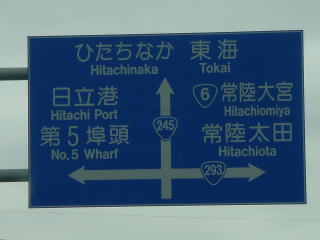 ひたちなか 東海
Hitachinaka Tokai
日立港
Hitachi Port
第5埠頭
No.5 Wharf
245
6 常陸大宮
Hitachiomiya
常陸太田
Hitachiota
293